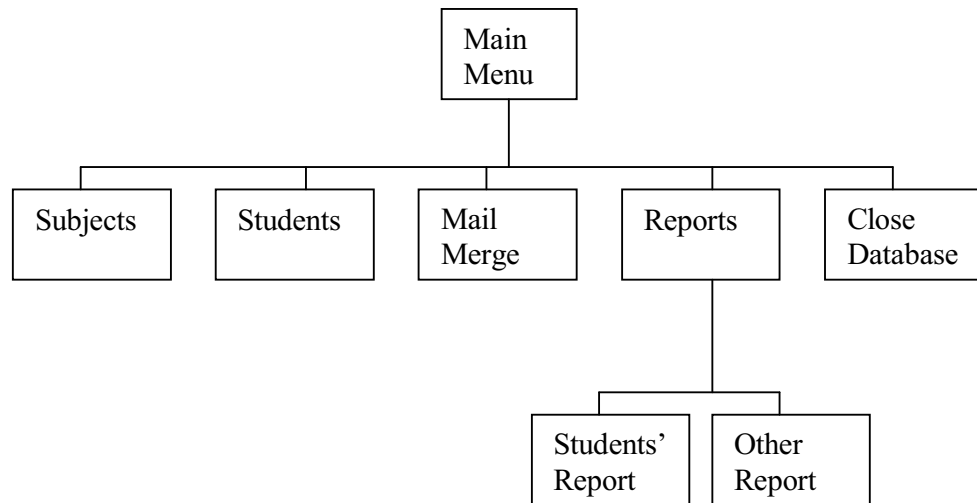 Main
Menu
Subjects
Students
Mail
Merge
Reports
Close
Database
Students’
Report
Other
Report